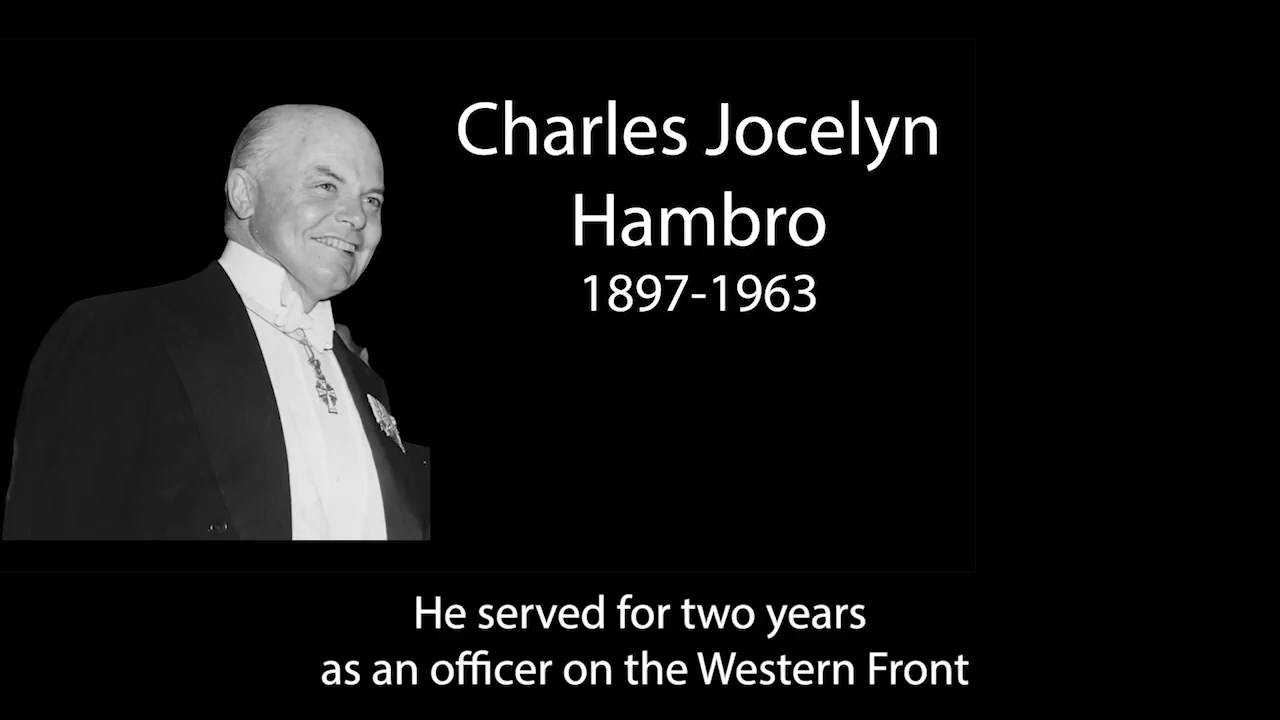 Charles Jocelyn
Hambro
1897-1963
He served for two years
as an officer on the Western Front